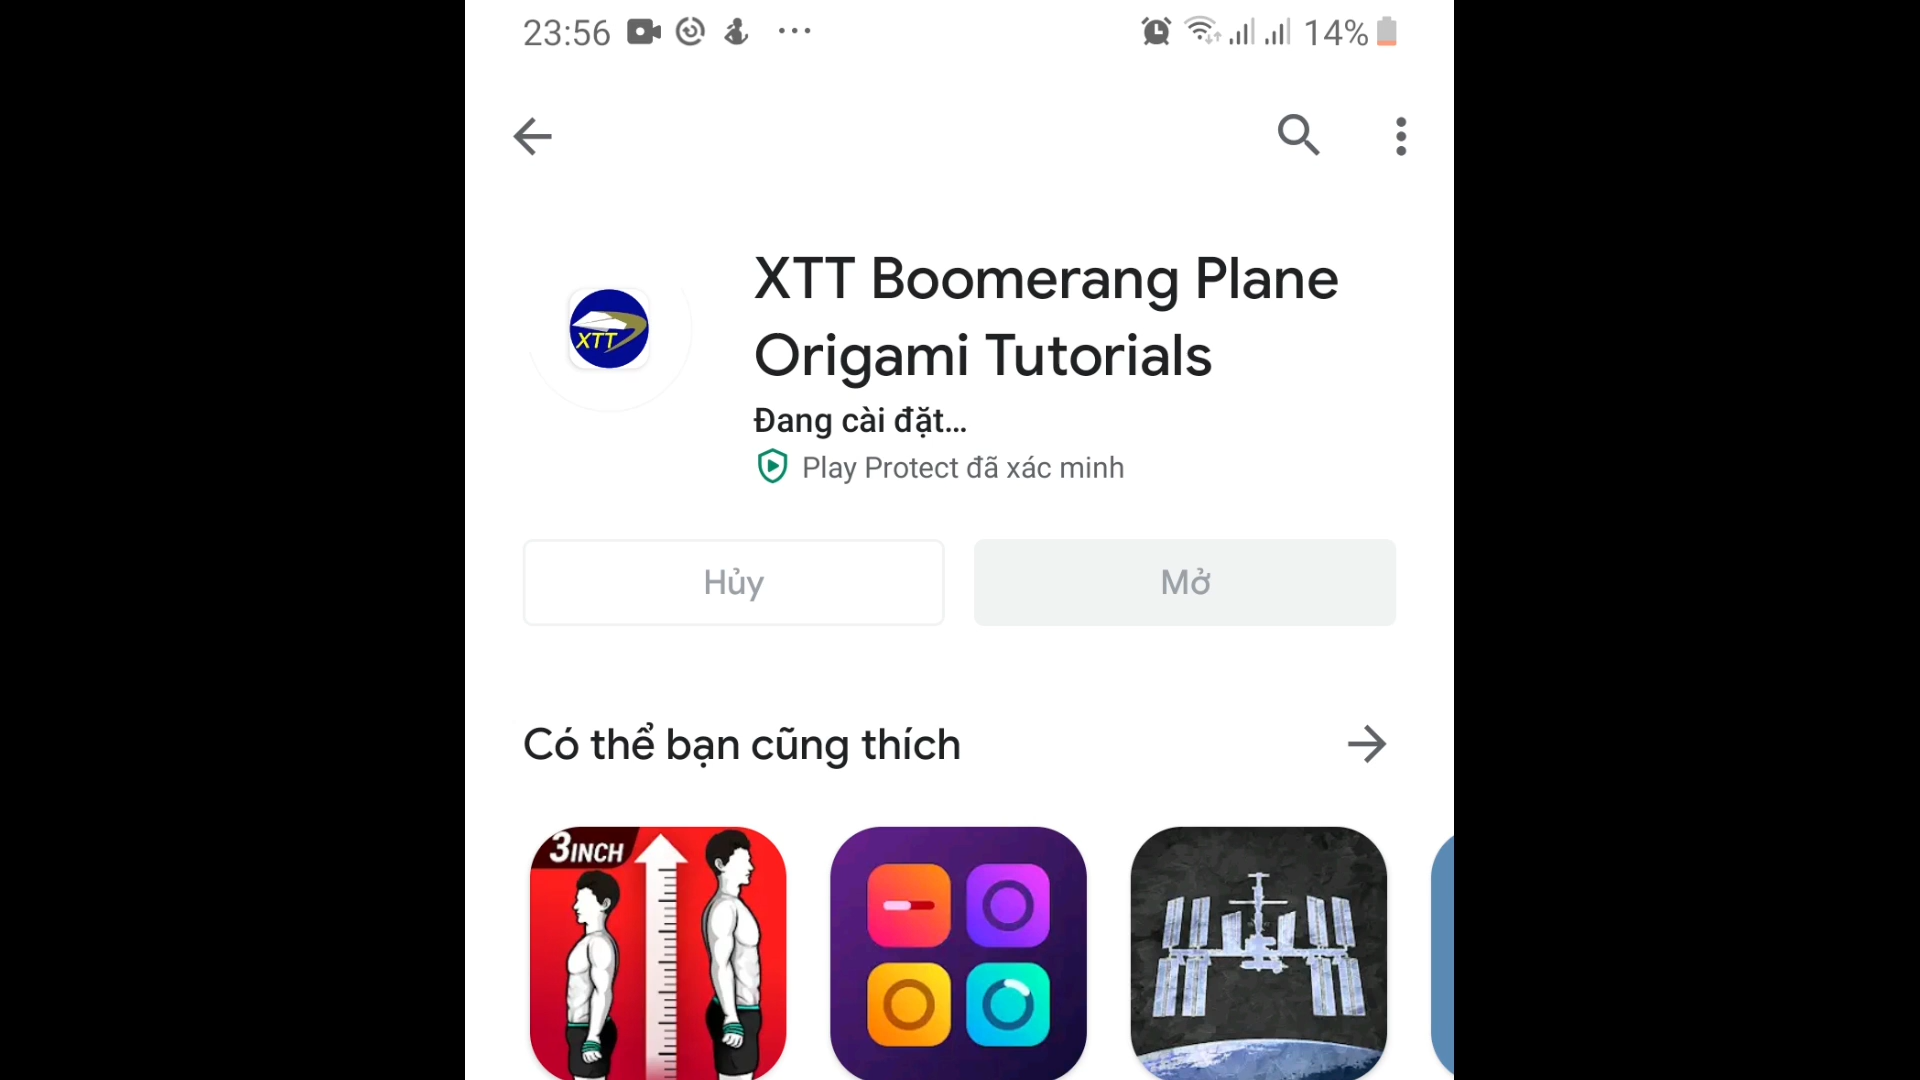 23:56
14%
XTT
XTT Boomerang Plane
Origami Tutorials
Đang cài đặt...
Play Protect đã xác minh
Hủy
Mở
Có thể bạn cũng thích
3INCH